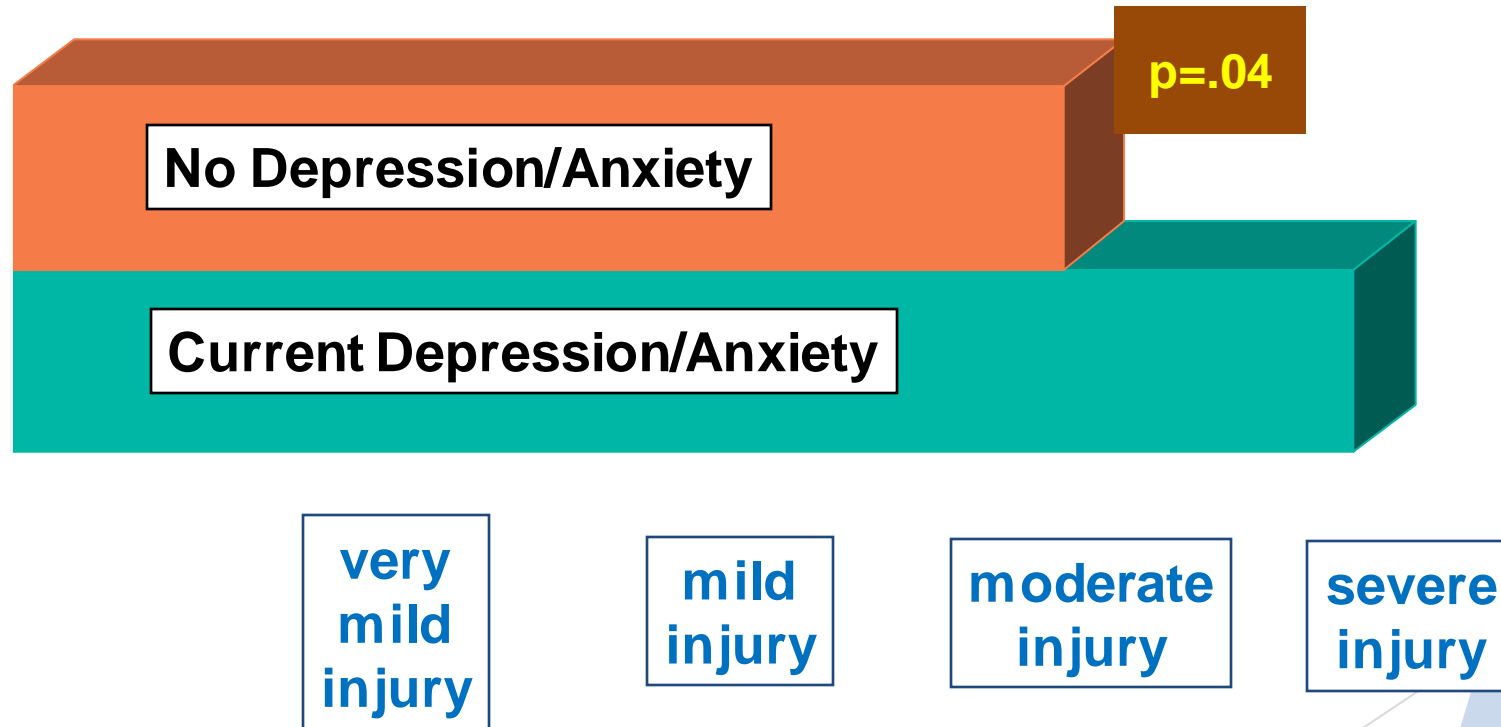 p=.04
No Depression/Anxiety
Current Depression/Anxiety
very
mild
injury
mild
injury
moderate
injury
severe
injury